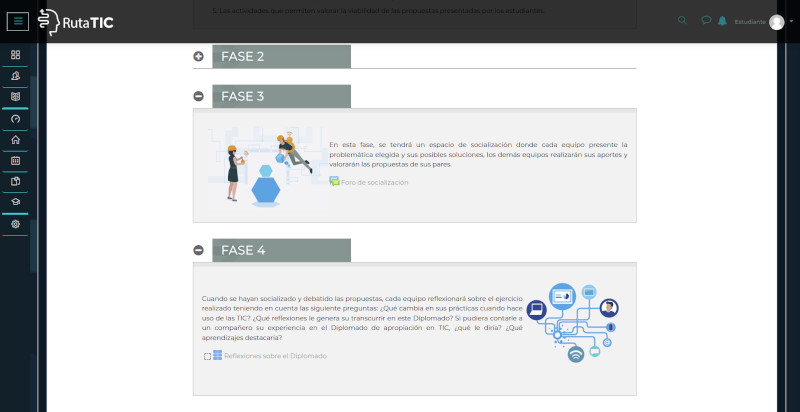 RutaTIC
5. Las actividades que permiten valorar la viabilidad de las propuestas presentadas por los estudiantes.
Estudiante
FASE 2
FASE 3
En esta fase, se tendrá un espacio de socialización donde cada equipo presente la
problemática elegida y sus posibles soluciones, los demás equipos realizarán sus aportes y
valorarán las propuestas de sus pares.
Foro de socialización
FASE 4
Cuando se hayan socializado y debatido las propuestas, cada equipo reflexionará sobre el ejercicio
realizado teniendo en cuenta las siguiente preguntas: ¿Qué cambia en sus prácticas cuando hace
uso de las TIC? ¿Qué reflexiones le genera su transcurrir en este Diplomado? Si pudiera contarle a
un compañero su experiencia en el Diplomado de apropiación en TIC, ¿qué le diría? ¿Qué
aprendizajes destacaría?
Reflexiones sobre el Diplomado